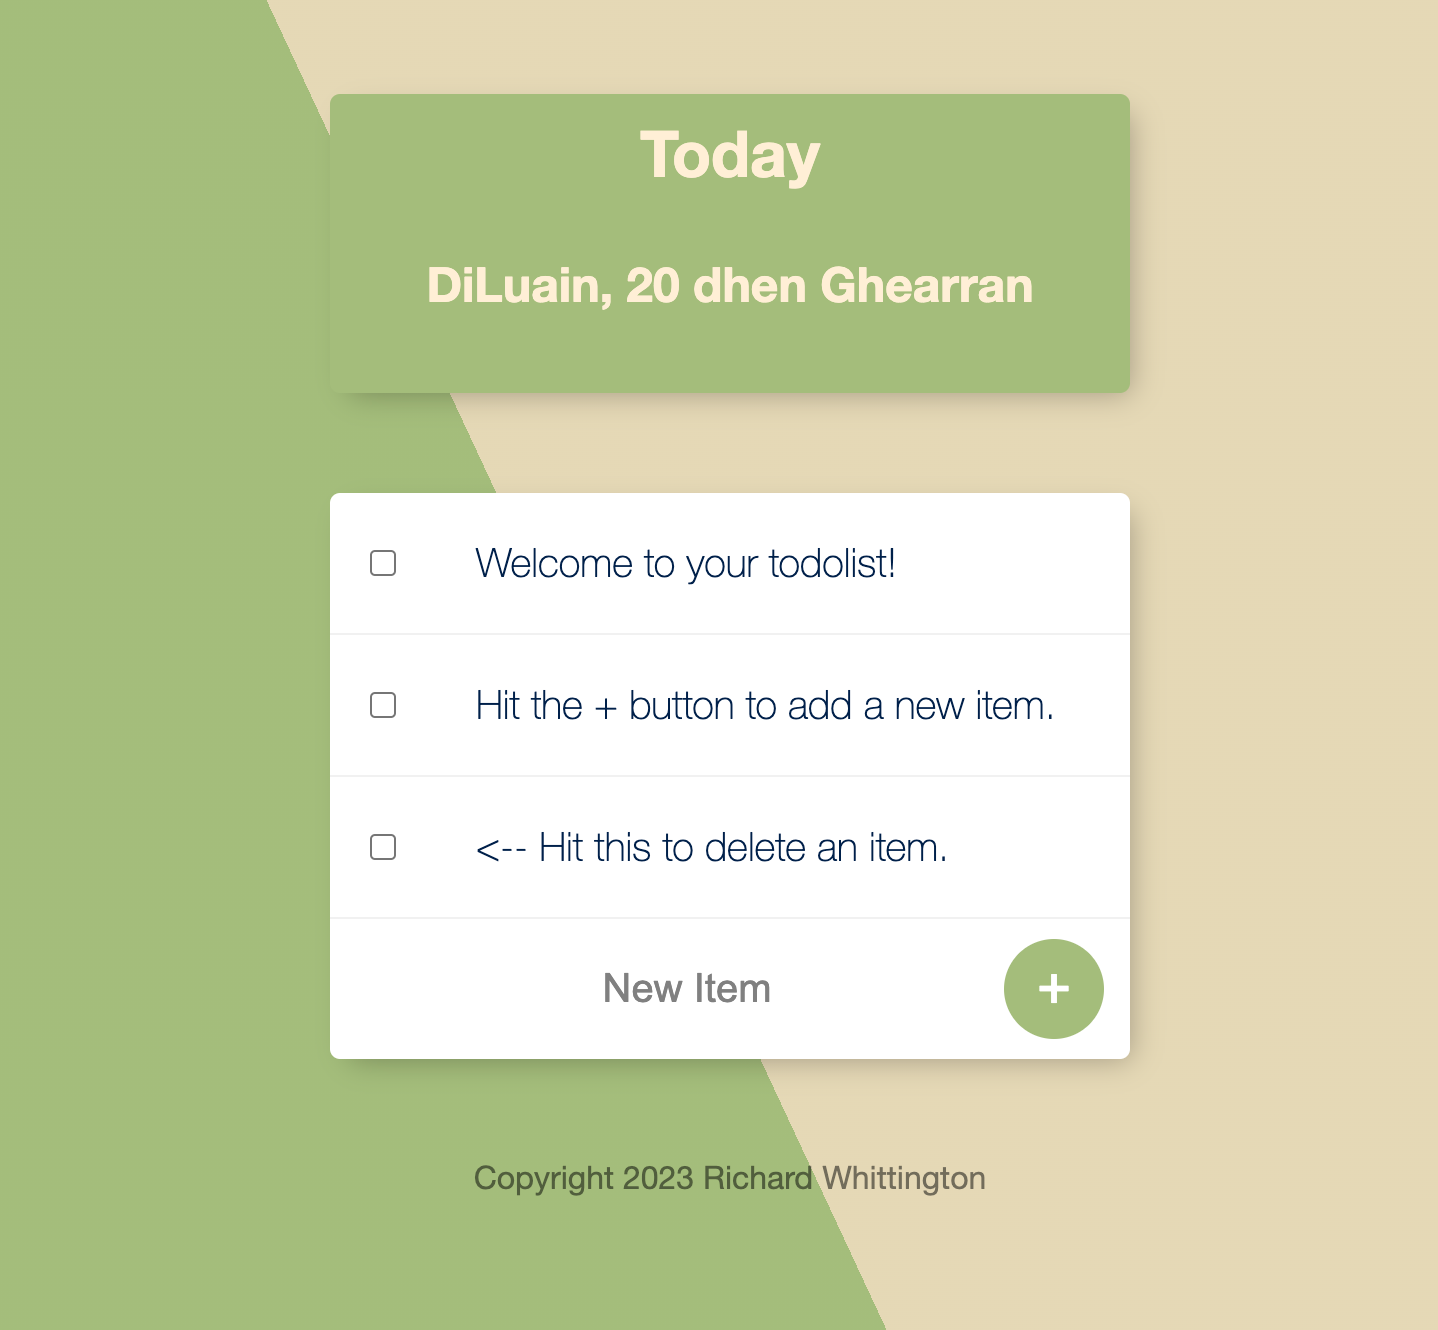 Today
DiLuain, 20 dhen Ghearran
Welcome to your todolist!
Hit the + button to add a new item.
<-- Hit this to delete an item.
New Item
+
Copyright 2023 Richard Whittington